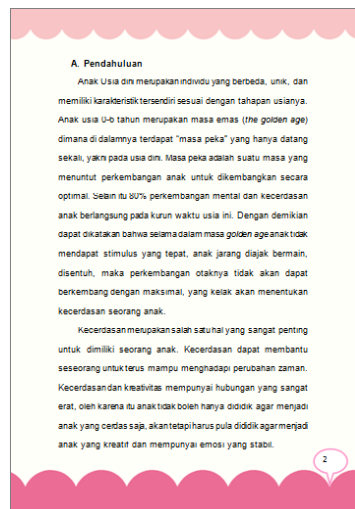 A. Pendahuluan
Anak Usia dini merupakan individu yang berbeda, unik, dan
memiliki karakteristik tersendiri sesuai dengan tahapan usianya.
Anak usia 0-6 tahun merupakan masa emas (the golden age)
dimana di dalamnya terdapat "masa peka" yang hanya datang
sekali, yakni pada usia dini. Masa peka adalah suatu masa yang
menuntut perkembangan anak untuk dikembangkan secara
optimal. Selain itu 80% perkembangan mental dan kecerdasan
anak berlangsung pada kurun waktu usia ini. Dengan demikian
dapat dikatakan bahwa selama dalam masa golden age anak tidak
mendapat stimulus yang tepat, anak jarang diajak bermain,
disentuh, maka perkembangan otaknya tidak akan dapat
berkembang dengan maksimal, yang kelak akan menentukan
kecerdasan seorang anak.
Kecerdasan merupakan salah satu hal yang sangat penting
untuk dimiliki seorang anak. Kecerdasan dapat membantu
seseorang untuk terus mampu menghadapi perubahan zaman.
Kecerdasan dan kreativitas mempunyai hubungan yang sangat
erat, oleh karena itu anak tidak boleh hanya dididik agar menjadi
anak yang cerdas saja, akan tetapi harus pula dididik agar menjadi
anak yang kreatif dan mempunyai emosi yang stabil.
2